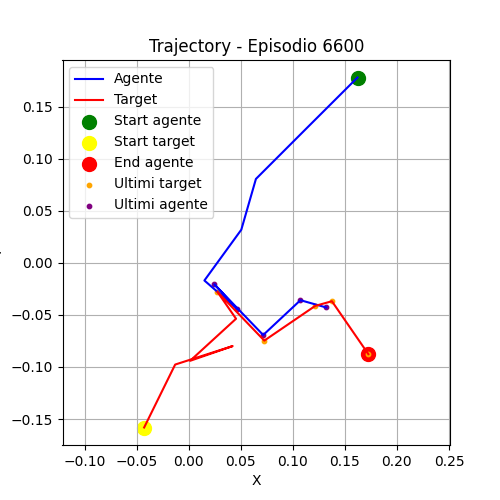 Trajectory - Episodio 6600
Agente
Target
Start agente
Start target
End agente
Ultimi target
Ultimi agente
0.15
0.10
0.05
0.00
−0.05
−0.10
−0.15
−0.10
−0.05
0.00
0.05
0.10
0.15
0.20
0.25
X